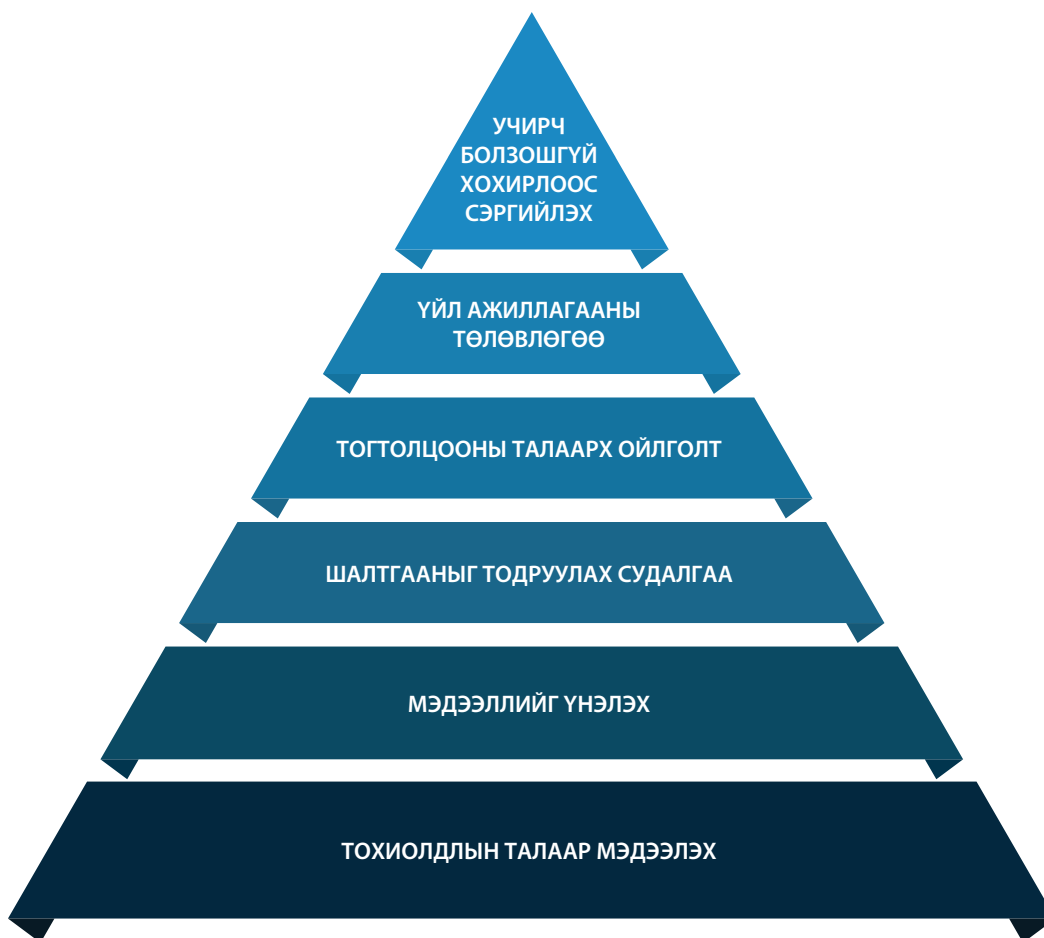 УЧИРЧ
БОЛЗОШГҮЙ
ХОХИРЛООС
СЭРГИЙЛЭХ
ҮЙЛ АЖИЛЛАГААНЫ
ТӨЛӨВЛӨГӨӨ
ТОГТОЛЦООНЫ ТАЛААРХ ОЙЛГОЛТ
ШАЛТГААНЫГ ТОДРУУЛАХ СУДАЛГАА
МЭДЭЭЛЛИЙГ ҮНЭЛЭХ
ТОХИОЛДЛЫН ТАЛААР МЭДЭЭЛЭХ